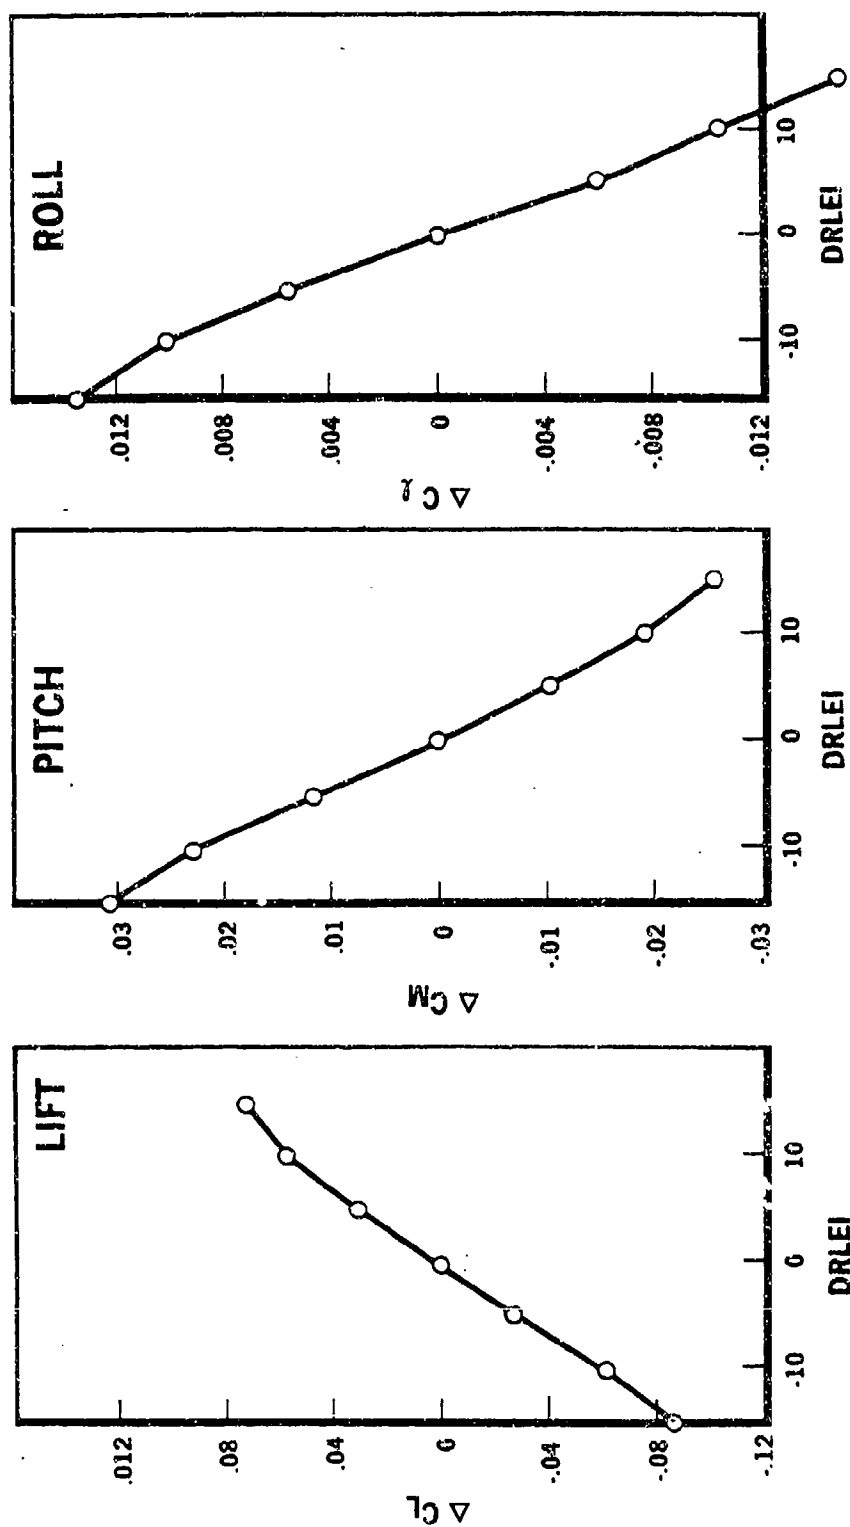 LIFT
.012
.08
.04
0
-.04
-.08
-.12
Δ CL
-10 0 10
DRLEI
PITCH
.03
.02
.01
0
-.01
-.02
-.03
Δ CM
-10 0 10
DRLEI
ROLL
.012
.008
.004
0
-.004
-.008
-.012
Δ C ℓ
-10 0 10
DRLEI